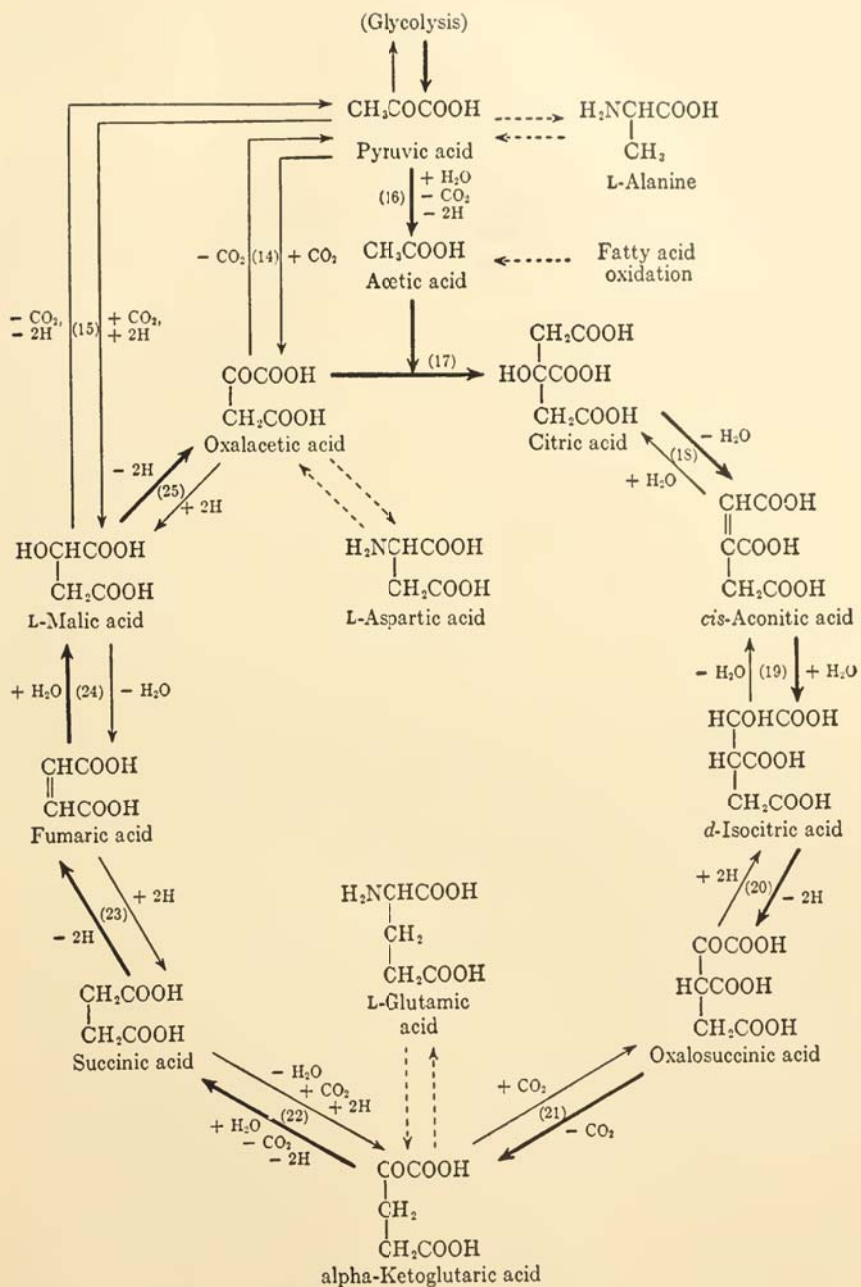 (Glycolysis)
CH₃COCOOH
Pyruvic acid
H₂NCHCOOH
CH₃
L-Alanine
+ H₂O
(16) − CO₂
− 2H
CH₃COOH
Acetic acid
Fatty acid
oxidation
− CO₂ (14) + CO₂
− CO₂,
− 2H
(15)
+ CO₂,
+ 2H
(17)
COCOOH
CH₂COOH
Oxalacetic acid
CH₂COOH
HOCCOOH
CH₂COOH
Citric acid
− H₂O
(18)
+ H₂O
− 2H
(25)
+ 2H
HOCHCOOH
CH₂COOH
L-Malic acid
H₂NCHCOOH
CH₂COOH
L-Aspartic acid
CHCOOH
CCOOH
CH₂COOH
cis-Aconitic acid
+ H₂O (24) − H₂O
− H₂O (19) + H₂O
CHCOOH
CHCOOH
Fumaric acid
HCOHCOOH
HCCOOH
CH₂COOH
d-Isocitric acid
+ 2H
(23)
− 2H
+ 2H
(20)
− 2H
H₂NCHCOOH
CH₂
CH₂COOH
L-Glutamic
acid
CH₂COOH
CH₂COOH
Succinic acid
COCOOH
HCCOOH
CH₂COOH
Oxalosuccinic acid
− H₂O
+ CO₂
+ 2H
(22)
+ H₂O
− CO₂
− 2H
+ CO₂
(21)
− CO₂
COCOOH
CH₂
CH₂COOH
alpha-Ketoglutaric acid